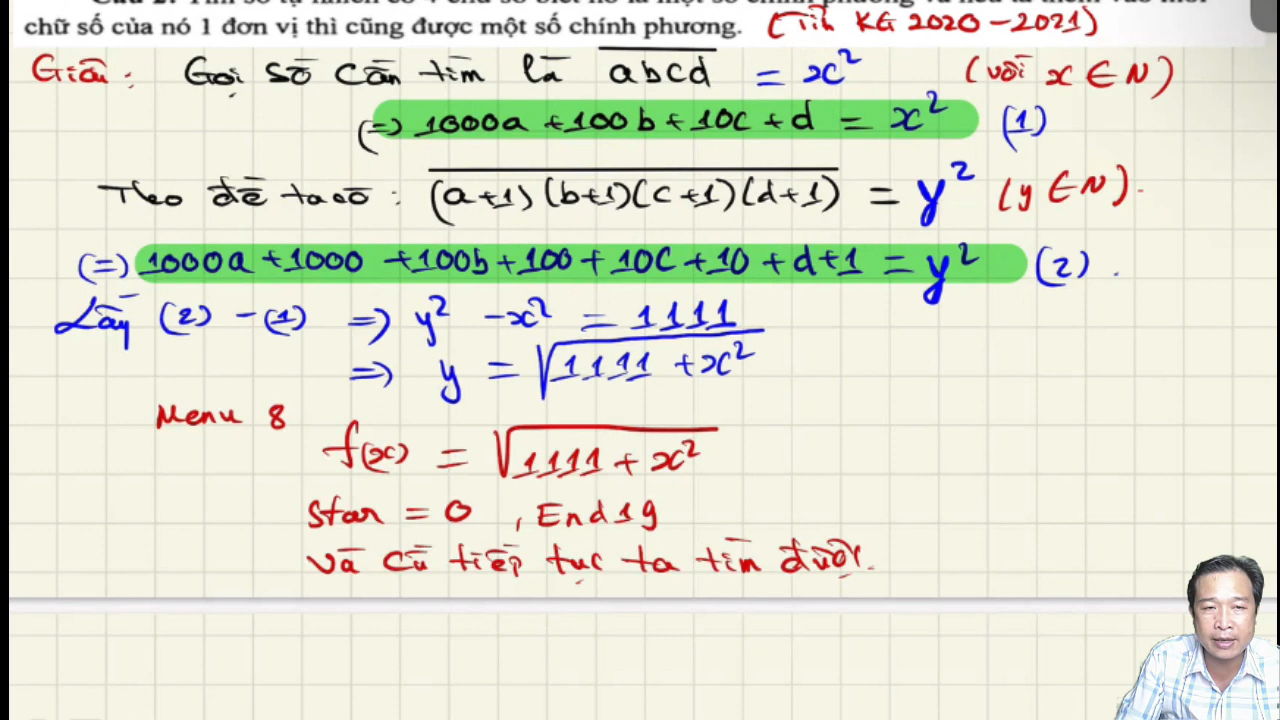 chữ số của nó 1 đơn vị thì cũng được một số chính phương. (Tỉnh KG 2020-2021)
Giải: Gọi số cần tìm là abcd = x² (với x ∈ N)
(=) 1000a + 100b + 10c + d = x² (1)
Theo đề ta có : (a+1)(b+1)(c+1)(d+1) = y² (y ∈ N).
(=) 1000a + 1000 + 100b + 100 + 10c + 10 + d + 1 = y² (2).
Lấy (2) - (1) => y² - x² = 1111
=> y = √1111 + x²
Menu 8
f(x) = √1111 + x²
Star = 0 , End 19
và cứ tiếp tục ta tìm được.